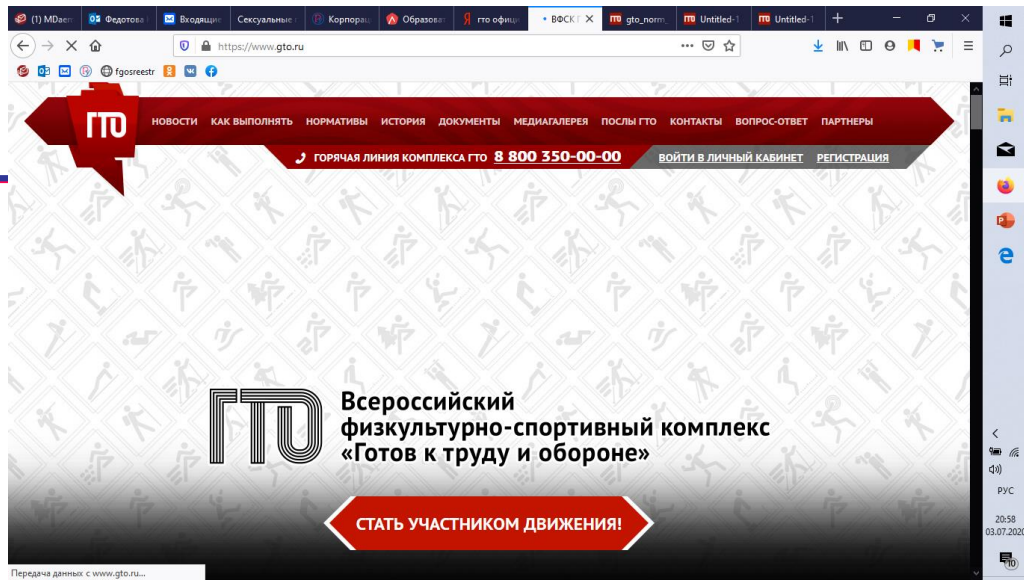 (1) MDaem
Федотова
Входящие
Сексуальные
Корпорац
Образоват
гто офици
• ВФСК Г
gto_norm_
Untitled-1
Untitled-1
https://www.gto.ru
fgosreestr
ГТО
НОВОСТИ КАК ВЫПОЛНЯТЬ НОРМАТИВЫ ИСТОРИЯ ДОКУМЕНТЫ МЕДИАГАЛЕРЕЯ ПОСЛЫ ГТО КОНТАКТЫ ВОПРОС-ОТВЕТ ПАРТНЕРЫ
ГОРЯЧАЯ ЛИНИЯ КОМПЛЕКСА ГТО 8 800 350-00-00 ВОЙТИ В ЛИЧНЫЙ КАБИНЕТ РЕГИСТРАЦИЯ
ГТО
Всероссийский
физкультурно-спортивный комплекс
«Готов к труду и обороне»
СТАТЬ УЧАСТНИКОМ ДВИЖЕНИЯ!
Передача данных с www.gto.ru...
РУС
20:58
03.07.2020
10